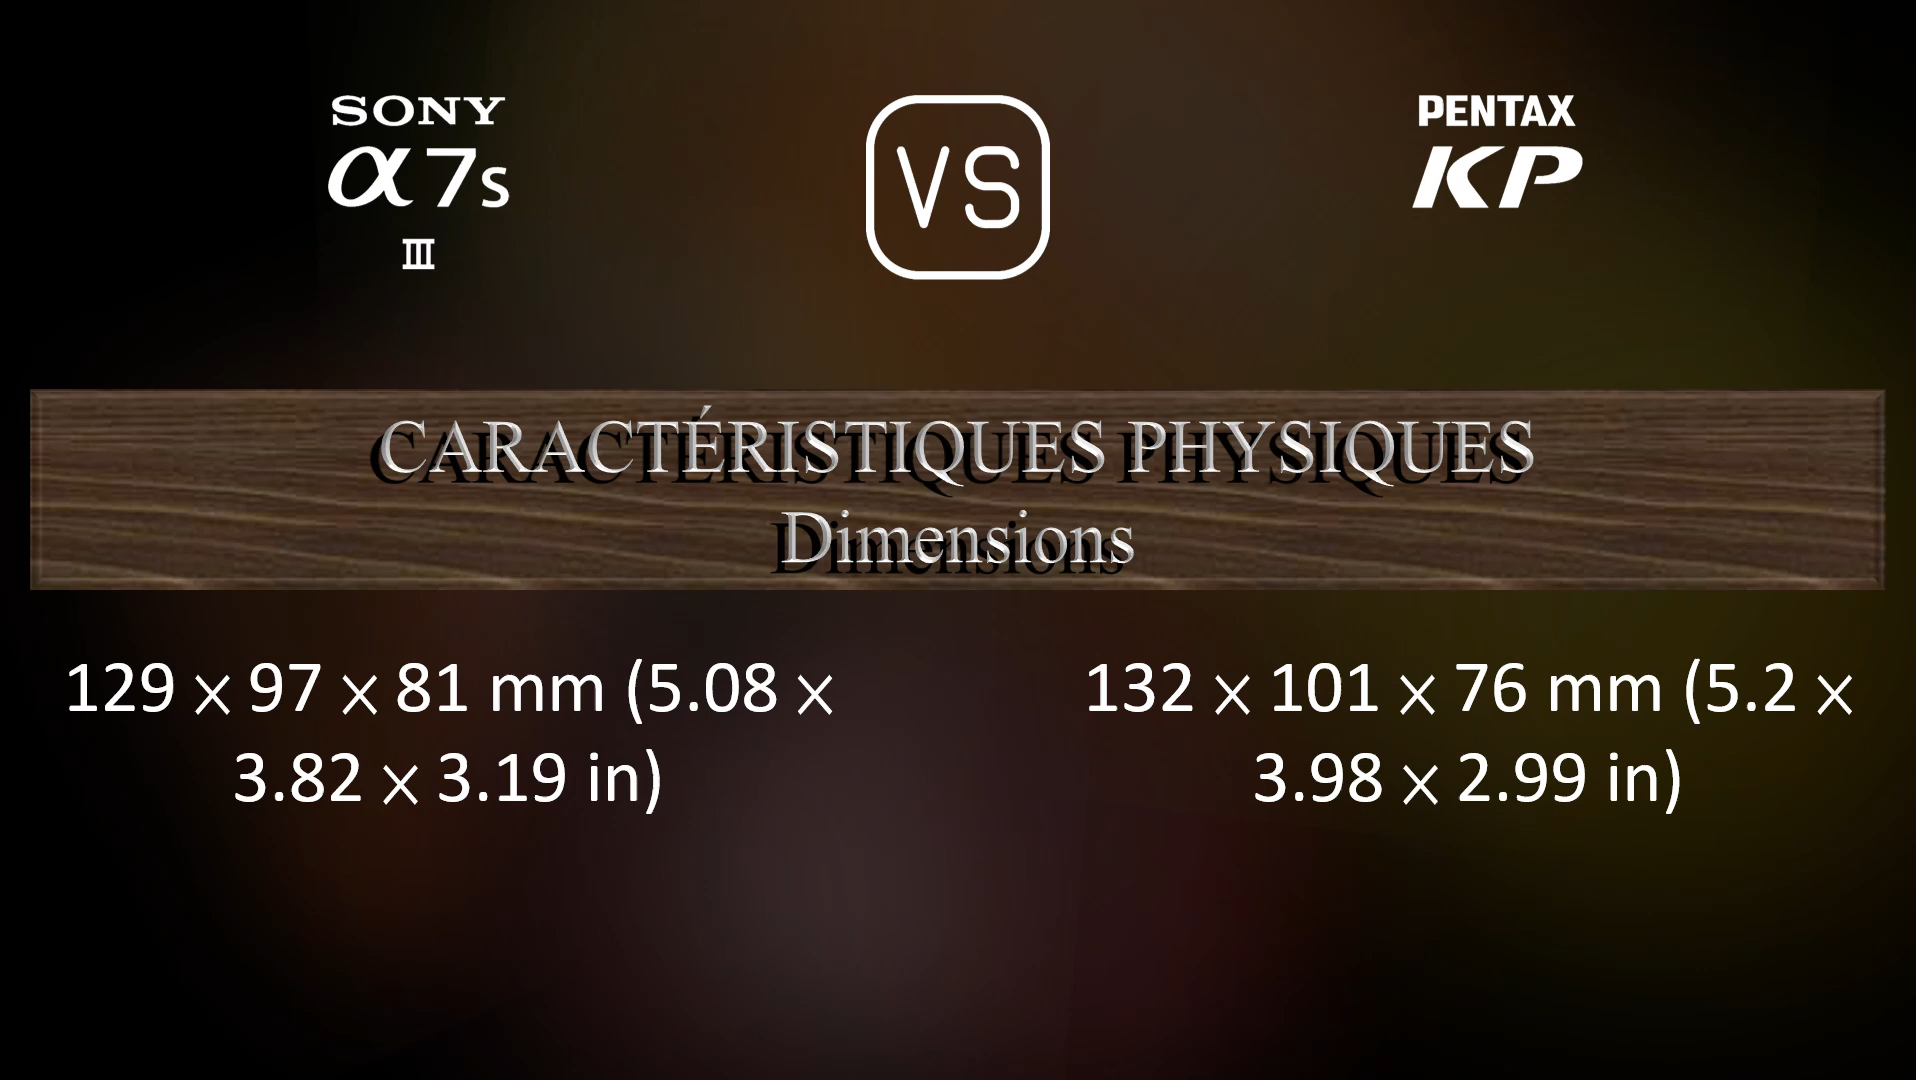 SONY
α7s
III
VS
PENTAX
KP
CARACTÉRISTIQUES PHYSIQUES
Dimensions
129 x 97 x 81 mm (5.08 x
3.82 x 3.19 in)
132 x 101 x 76 mm (5.2 x
3.98 x 2.99 in)